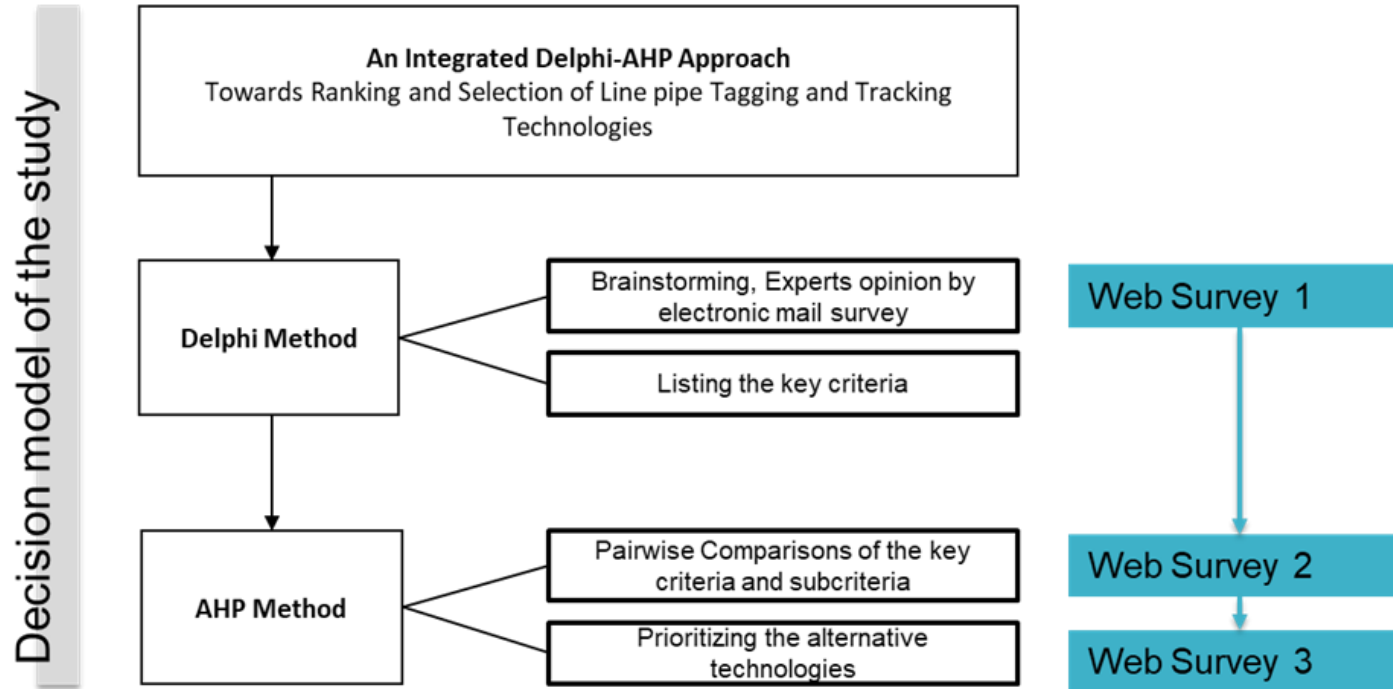 Decision model of the study
An Integrated Delphi-AHP Approach
Towards Ranking and Selection of Line pipe Tagging and Tracking
Technologies
Delphi Method
Brainstorming, Experts opinion by
electronic mail survey
Listing the key criteria
Web Survey 1
AHP Method
Pairwise Comparisons of the key
criteria and subcriteria
Prioritizing the alternative
technologies
Web Survey 2
Web Survey 3